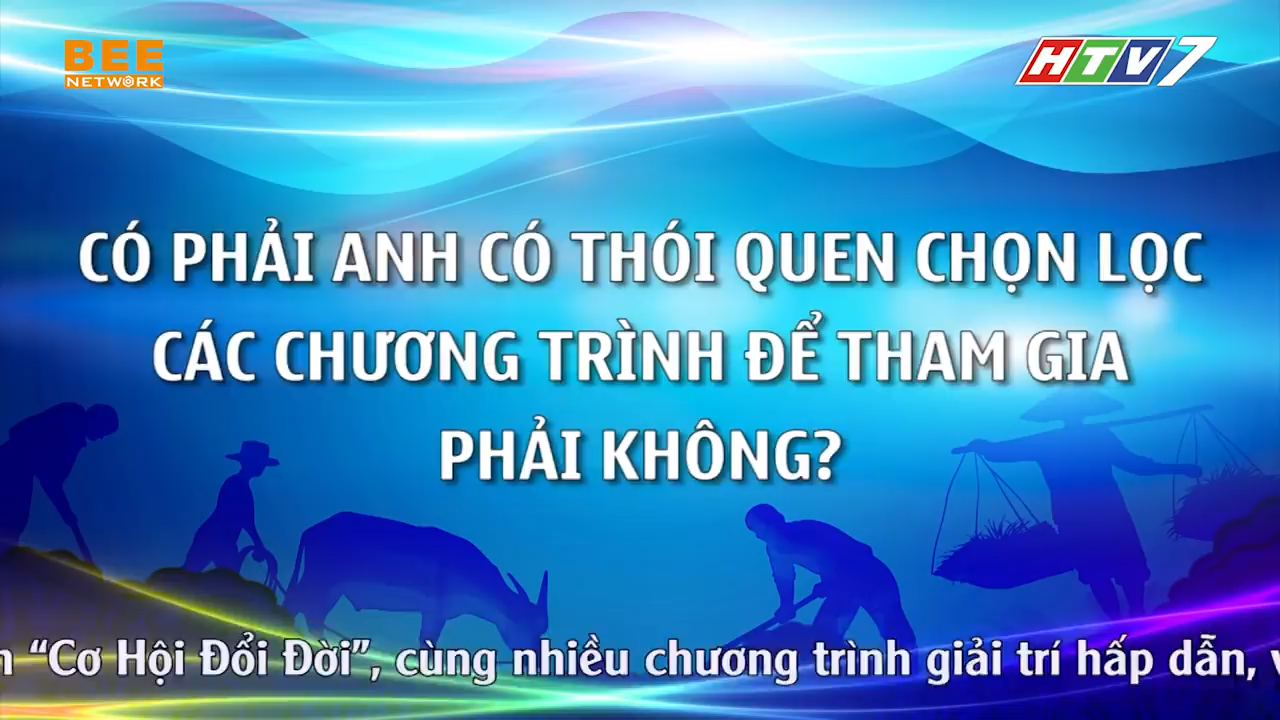 BEE
NETWORK
HTV7
CÓ PHẢI ANH CÓ THÓI QUEN CHỌN LỌC
CÁC CHƯƠNG TRÌNH ĐỂ THAM GIA
PHẢI KHÔNG?
“Cơ Hội Đổi Đời”, cùng nhiều chương trình giải trí hấp dẫn,